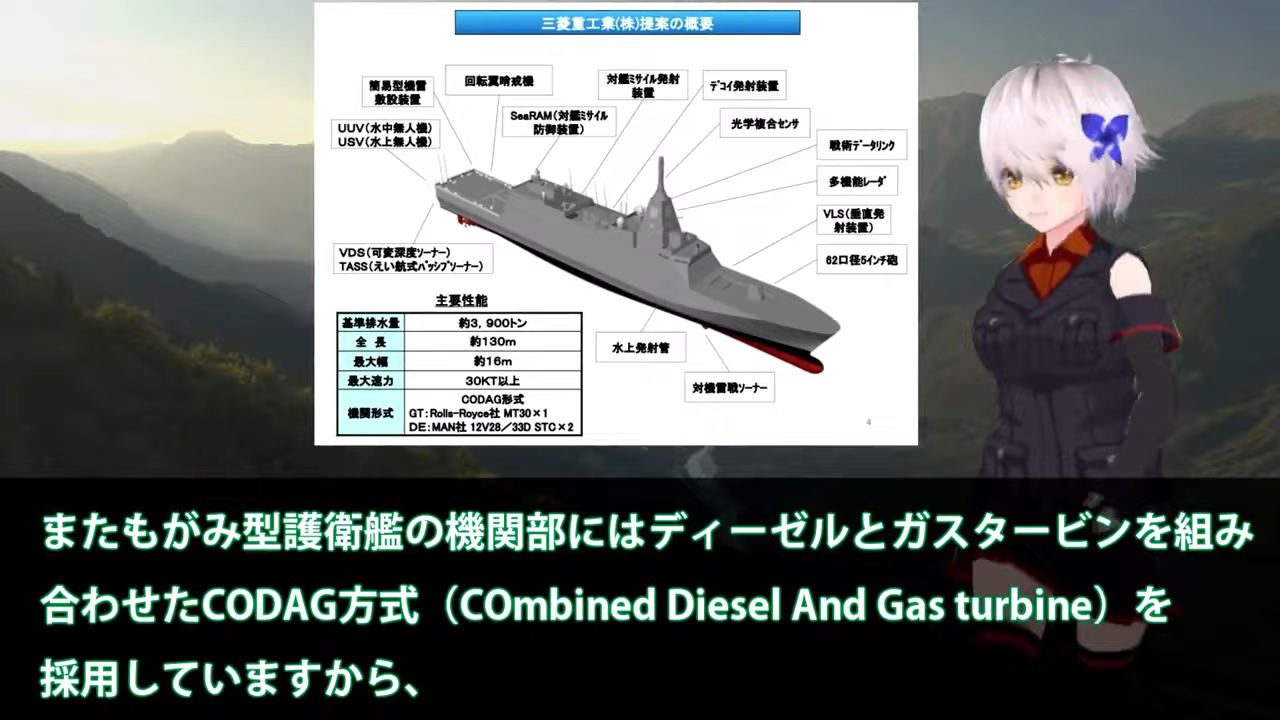 三菱重工業(株)提案の概要
簡易型機雷
敷設装置
回転翼哨戒機
対艦ﾐｻｲﾙ発射
装置
ﾃﾞｺｲ発射装置
UUV(水中無人機)
USV(水上無人機)
SeaRAM(対艦ﾐｻｲﾙ
防御装置)
光学複合ｾﾝｻ
戦術ﾃﾞｰﾀﾘﾝｸ
多機能ﾚｰﾀﾞ
VLS(垂直発
射装置)
62口径5ｲﾝﾁ砲
VDS(可変深度ｿｰﾅｰ)
TASS(えい航式ﾊﾟｯｼﾌﾞｿｰﾅｰ)
水上発射管
対機雷戦ｿｰﾅｰ
主要性能
基準排水量 約3,900トン
全 長 約130m
最大幅 約16m
最大速力 30KT以上
機関形式 CODAG形式
GT:Rolls-Royce社 MT30×1
DE:MAN社 12V28/33D STC×2
4
またもがみ型護衛艦の機関部にはディーゼルとガスタービンを組み
合わせたCODAG方式（COmbined Diesel And Gas turbine）を
採用していますから、